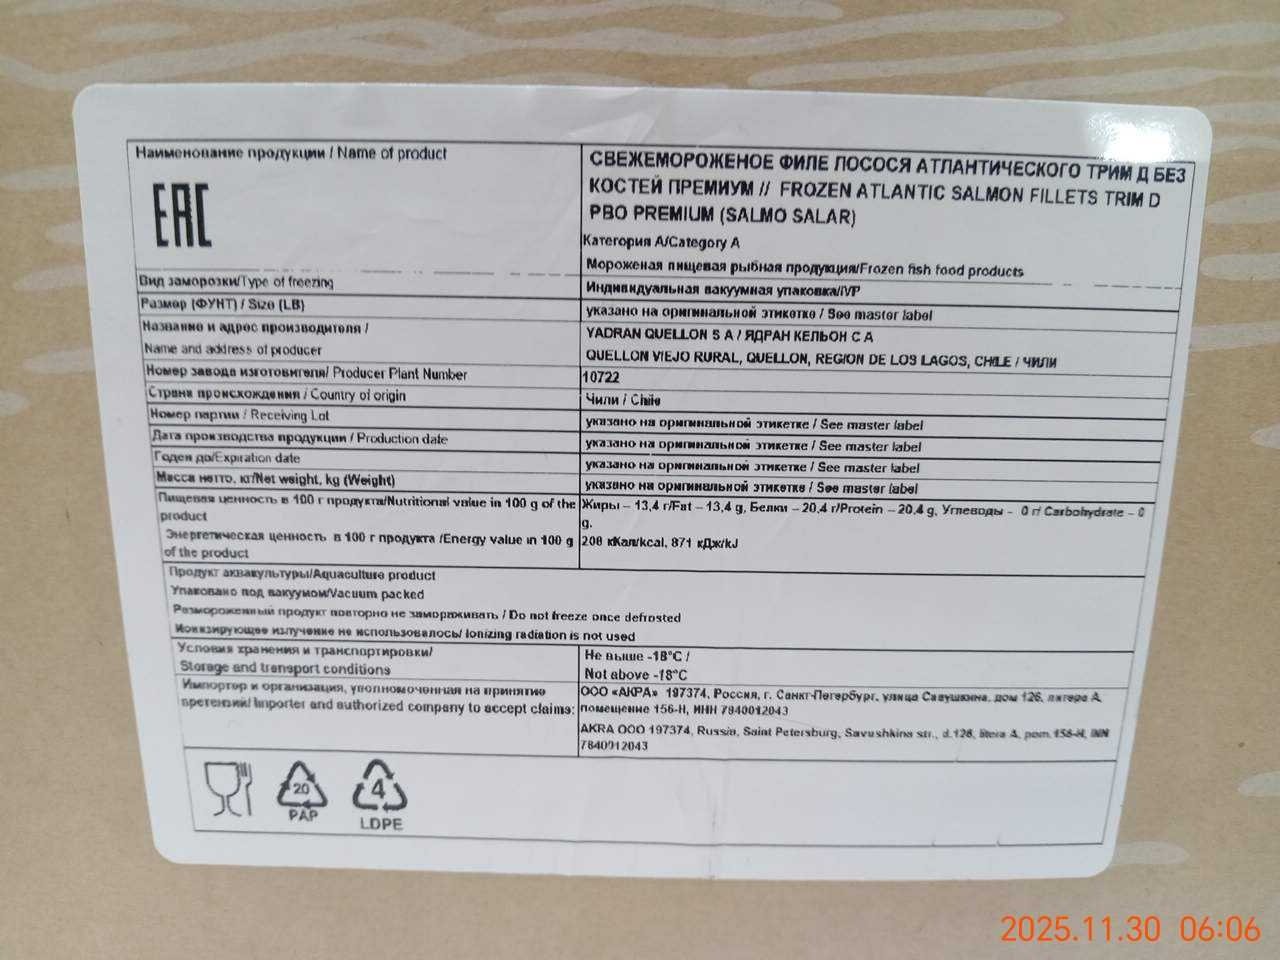 Наименование продукции / Name of product
EAC
СВЕЖЕМОРОЖЕНОЕ ФИЛЕ ЛОСОСЯ АТЛАНТИЧЕСКОГО ТРИМ Д БЕЗ
КОСТЕЙ ПРЕМИУМ // FROZEN ATLANTIC SALMON FILLETS TRIM D
PBO PREMIUM (SALMO SALAR)
Категория А/Category A
Мороженая пищевая рыбная продукция/Frozen fish food products
Вид заморозки/Type of freezing
Индивидуальная вакуумная упаковка/IVP
Размер (ФУНТ) / Size (LB)
указано на оригинальной этикетке / See master label
Название и адрес производителя /
Name and address of producer
YADRAN QUELLON S A / ЯДРАН КЕЛЬОН С А
QUELLON VIEJO RURAL, QUELLON, REGION DE LOS LAGOS, CHILE / ЧИЛИ
Номер завода изготовителя/ Producer Plant Number
10722
Страна происхождения / Country of origin
Чили / Chile
Номер партии / Receiving Lot
указано на оригинальной этикетке / See master label
Дата производства продукции / Production date
указано на оригинальной этикетке / See master label
Годен до/Expiration date
указано на оригинальной этикетке / See master label
Масса нетто, кг/Net weight, kg (Weight)
указано на оригинальной этикетке / See master label
Пищевая ценность в 100 г продукта/Nutritional value in 100 g of the
product
Жиры – 13,4 г/Fat – 13,4 g, Белки – 20,4 г/Protein – 20,4 g, Углеводы – 0 г/ Carbohydrate – 0
g.
Энергетическая ценность в 100 г продукта /Energy value in 100 g
of the product
208 кКал/kcal, 871 кДж/kJ
Продукт аквакультуры/Aquaculture product
Упаковано под вакуумом/Vacuum packed
Размороженный продукт повторно не замораживать / Do not freeze once defrosted
Ионизирующее излучение не использовалось/ Ionizing radiation is not used
Условия хранения и транспортировки/
Storage and transport conditions
Не выше -18°C /
Not above -18°C
Импортер и организация, уполномоченная на принятие
претензий/ Importer and authorized company to accept claims:
ООО «АКРА» 197374, Россия, г. Санкт-Петербург, улица Савушкина, дом 126, литера А,
помещение 156-Н, ИНН 7840012043
AKRA OOO 197374, Russia, Saint Petersburg, Savushkina str., d.126, litera A, pom.156-H, INN
7840012043
20
PAP
4
LDPE
2025.11.30 06:06